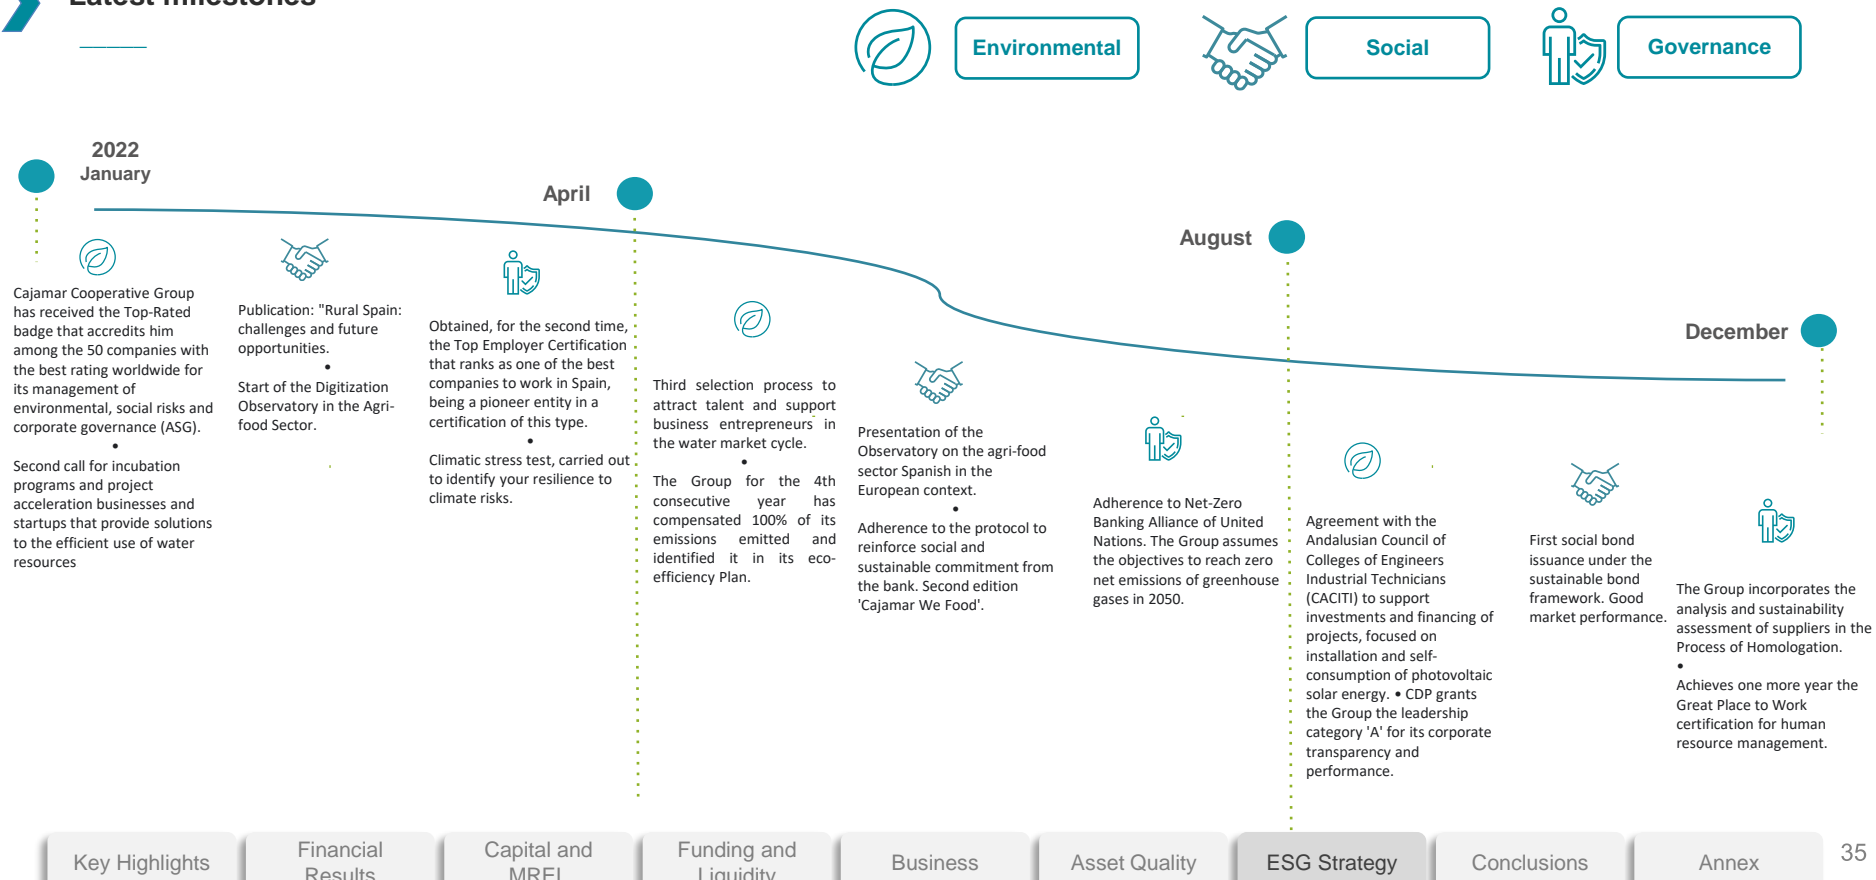 Latest milestones
Environmental
Social
Governance
2022
January
April
August
December
Cajamar Cooperative Group
has received the Top-Rated
badge that accredits him
among the 50 companies with
the best rating worldwide for
its management of
environmental, social risks and
corporate governance (ASG).
•
Second call for incubation
programs and project
acceleration businesses and
startups that provide solutions
to the efficient use of water
resources
Publication: "Rural Spain:
challenges and future
opportunities.
•
Start of the Digitization
Observatory in the Agri-
food Sector.
Obtained, for the second time,
the Top Employer Certification
that ranks as one of the best
companies to work in Spain,
being a pioneer entity in a
certification of this type.
•
Climatic stress test, carried out
to identify your resilience to
climate risks.
Third selection process to
attract talent and support
business entrepreneurs in
the water market cycle.
•
The Group for the 4th
consecutive year has
compensated 100% of its
emissions emitted and
identified it in its eco-
efficiency Plan.
Presentation of the
Observatory on the agri-food
sector Spanish in the
European context.
•
Adherence to the protocol to
reinforce social and
sustainable commitment from
the bank. Second edition
'Cajamar We Food'.
Adherence to Net-Zero
Banking Alliance of United
Nations. The Group assumes
the objectives to reach zero
net emissions of greenhouse
gases in 2050.
Agreement with the
Andalusian Council of
Colleges of Engineers
Industrial Technicians
(CACITI) to support
investments and financing of
projects, focused on
installation and self-
consumption of photovoltaic
solar energy. • CDP grants
the Group the leadership
category 'A' for its corporate
transparency and
performance.
First social bond
issuance under the
sustainable bond
framework. Good
market performance.
The Group incorporates the
analysis and sustainability
assessment of suppliers in the
Process of Homologation.
•
Achieves one more year the
Great Place to Work
certification for human
resource management.
Key Highlights
Financial
Results
Capital and
MREL
Funding and
Liquidity
Business
Asset Quality
ESG Strategy
Conclusions
Annex
35